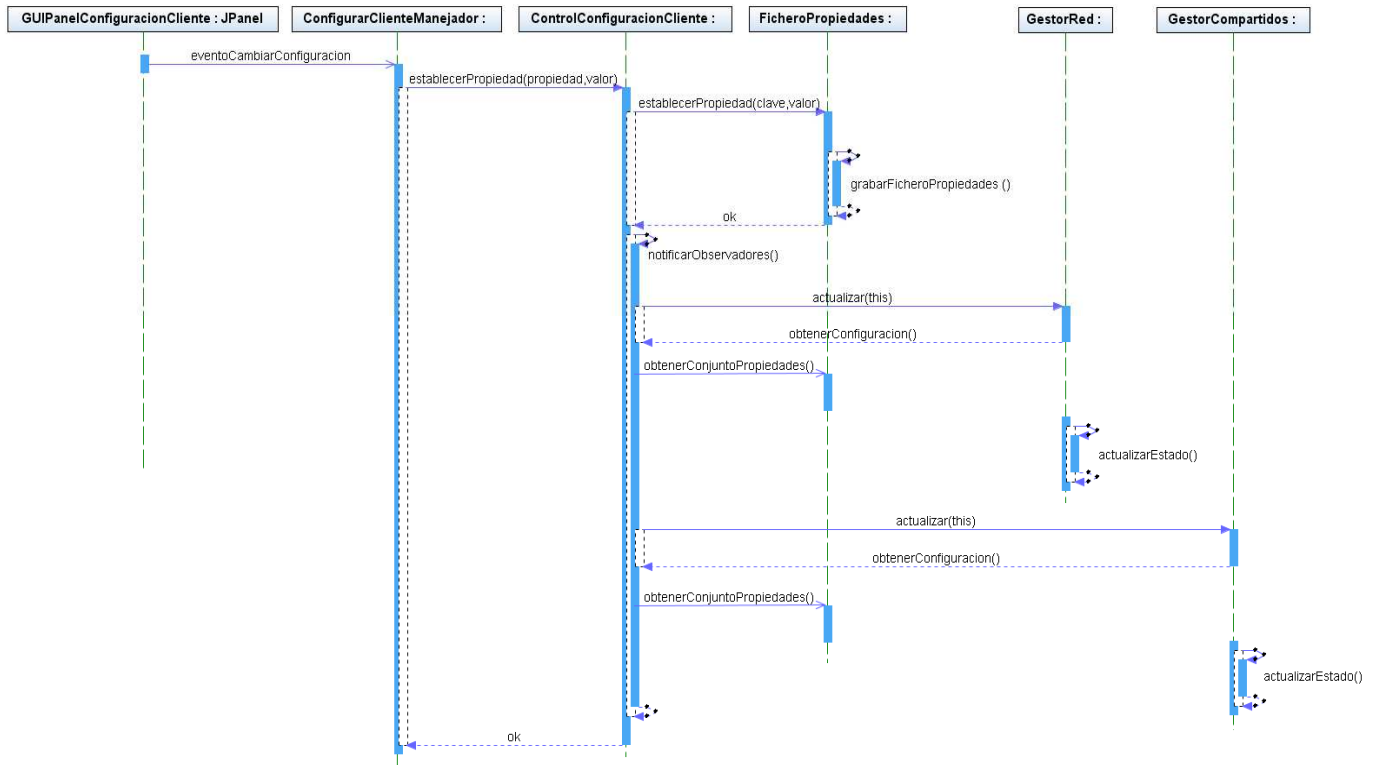 GUIPanelConfiguracionCliente : JPanel
ConfigurarClienteManejador :
ControlConfiguracionCliente :
FicheroPropiedades :
GestorRed :
GestorCompartidos :
eventoCambiarConfiguracion
establecerPropiedad(propiedad,valor)
establecerPropiedad(clave,valor)
grabarFicheroPropiedades ()
ok
notificarObservadores()
actualizar(this)
obtenerConfiguracion()
obtenerConjuntoPropiedades()
actualizarEstado()
actualizar(this)
obtenerConfiguracion()
obtenerConjuntoPropiedades()
actualizarEstado()
ok